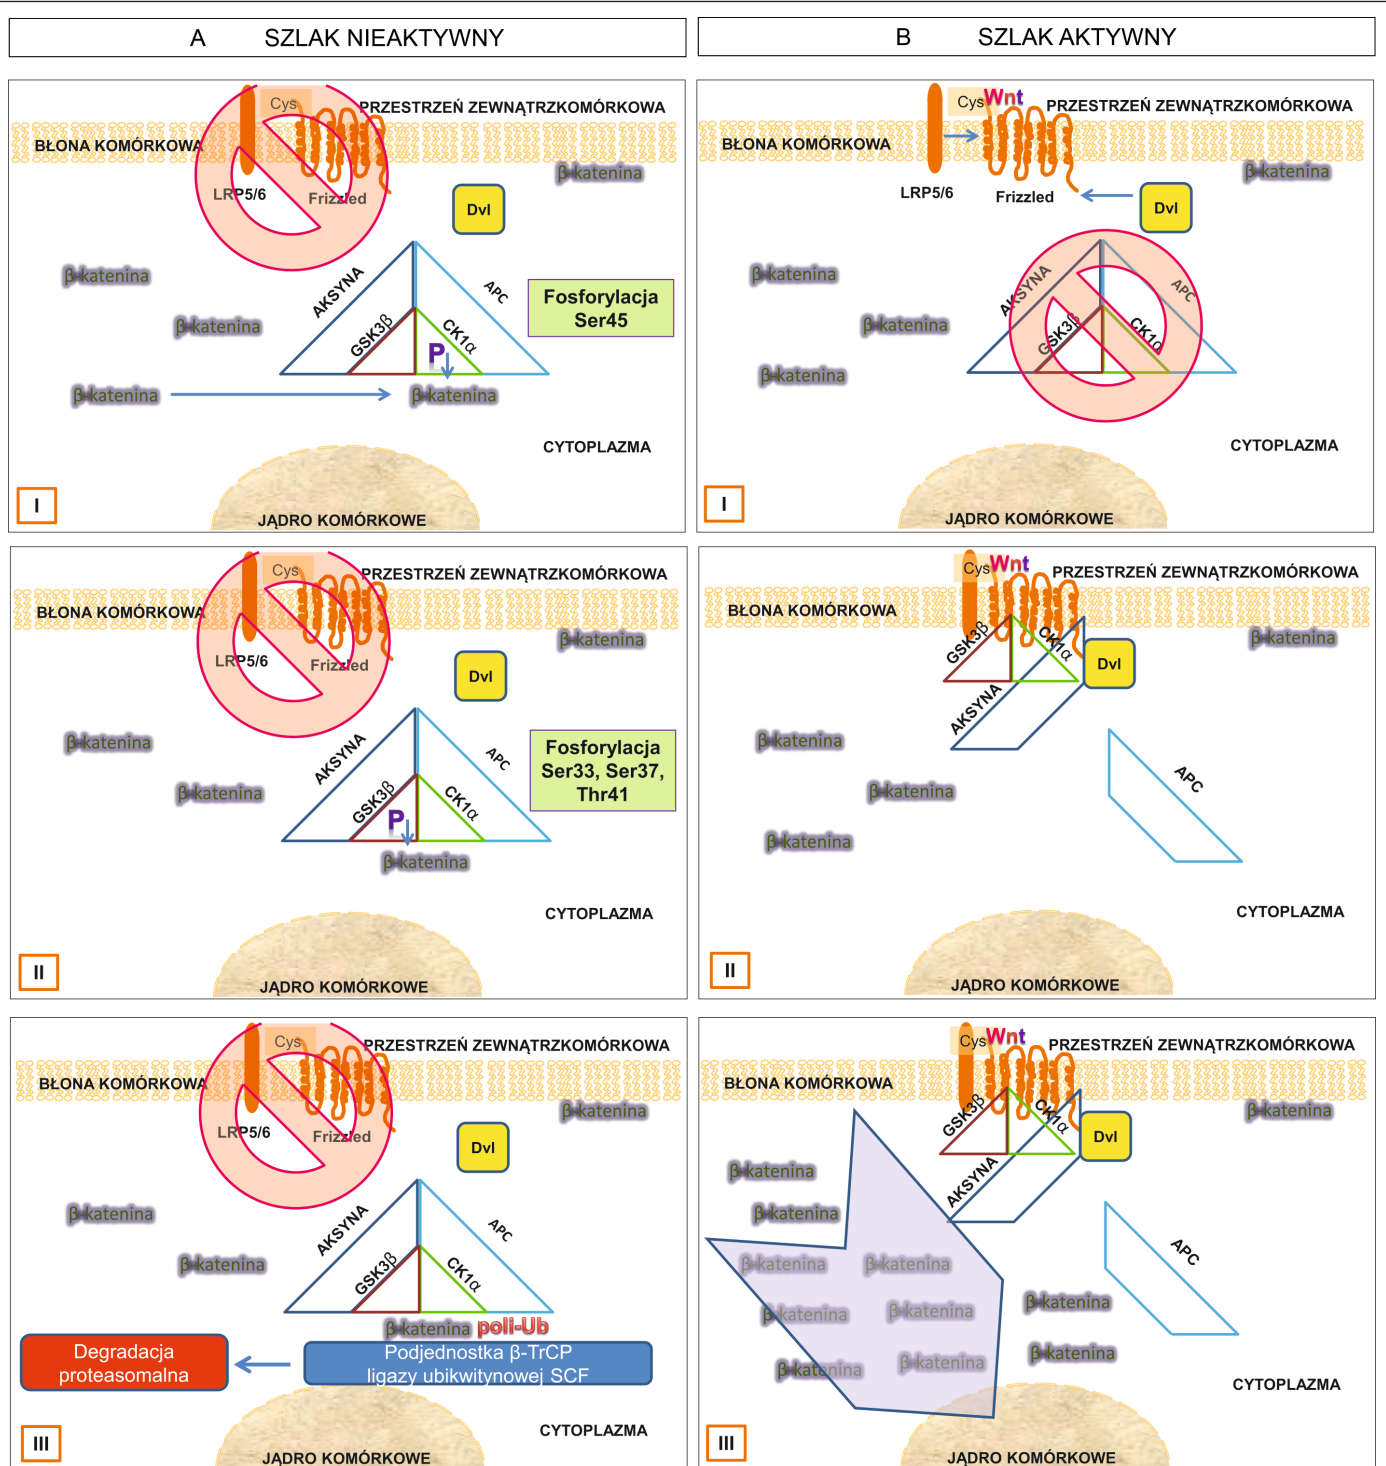 A SZLAK NIEAKTYWNY
Cys
PRZESTRZEŃ ZEWNĄTRZKOMÓRKOWA
BŁONA KOMÓRKOWA
β-katenina
LRP5/6
Frizzled
Dvl
β-katenina
AKSYNA
APC
Fosforylacja
Ser45
β-katenina
GSK3β
CK1α
P
β-katenina
β-katenina
CYTOPLAZMA
I
JĄDRO KOMÓRKOWE
Cys
PRZESTRZEŃ ZEWNĄTRZKOMÓRKOWA
BŁONA KOMÓRKOWA
β-katenina
LRP5/6
Frizzled
Dvl
β-katenina
AKSYNA
APC
Fosforylacja
Ser33, Ser37,
Thr41
β-katenina
GSK3β
CK1α
P
β-katenina
CYTOPLAZMA
II
JĄDRO KOMÓRKOWE
Cys
PRZESTRZEŃ ZEWNĄTRZKOMÓRKOWA
BŁONA KOMÓRKOWA
β-katenina
LRP5/6
Frizzled
Dvl
β-katenina
AKSYNA
APC
β-katenina
GSK3β
CK1α
β-katenina poli-Ub
Degradacja
proteasomalna
Podjednostka β-TrCP
ligazy ubikwitynowej SCF
CYTOPLAZMA
III
JĄDRO KOMÓRKOWE
B SZLAK AKTYWNY
Cys Wnt
PRZESTRZEŃ ZEWNĄTRZKOMÓRKOWA
BŁONA KOMÓRKOWA
β-katenina
LRP5/6
Frizzled
Dvl
β-katenina
AKSYNA
APC
β-katenina
GSK3β
CK1α
β-katenina
CYTOPLAZMA
I
JĄDRO KOMÓRKOWE
Cys Wnt
PRZESTRZEŃ ZEWNĄTRZKOMÓRKOWA
BŁONA KOMÓRKOWA
β-katenina
GSK3β
CK1α
Dvl
AKSYNA
β-katenina
APC
β-katenina
β-katenina
CYTOPLAZMA
II
JĄDRO KOMÓRKOWE
Cys Wnt
PRZESTRZEŃ ZEWNĄTRZKOMÓRKOWA
BŁONA KOMÓRKOWA
β-katenina
GSK3β
CK1α
Dvl
β-katenina
AKSYNA
β-katenina
APC
β-katenina
β-katenina
β-katenina
β-katenina
β-katenina
β-katenina
β-katenina
β-katenina
CYTOPLAZMA
III
JĄDRO KOMÓRKOWE